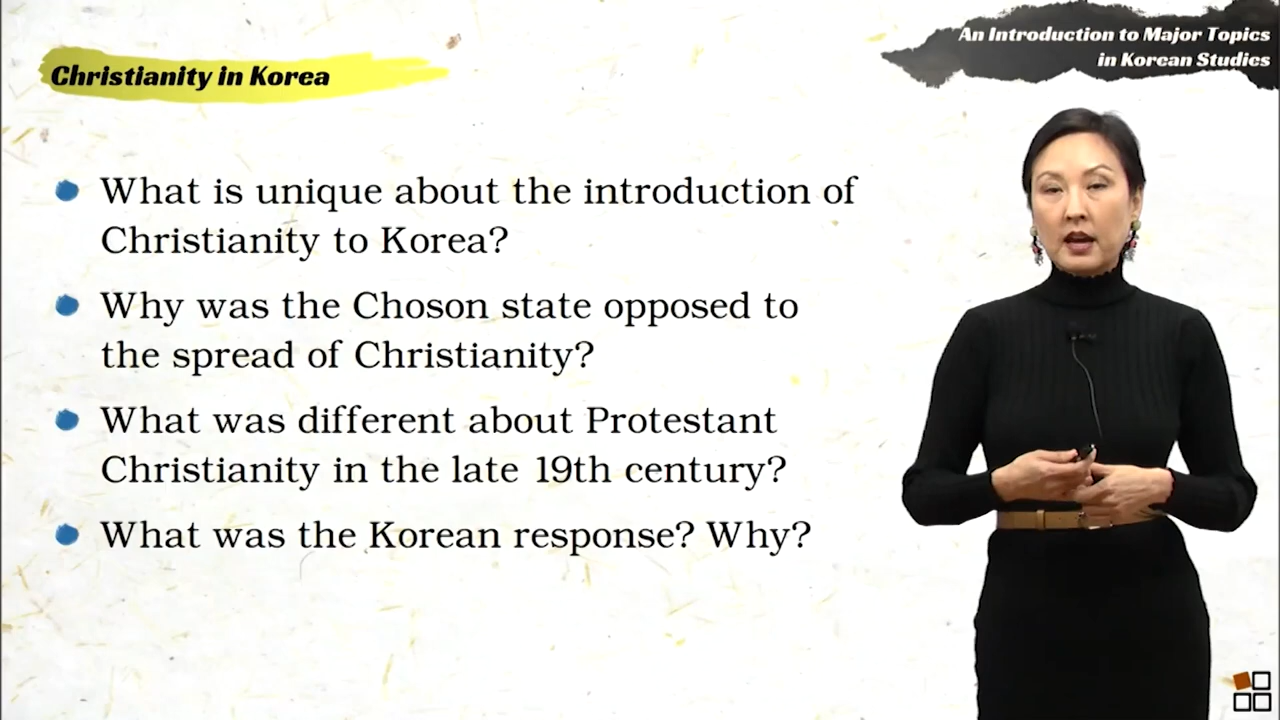 An Introduction to Major Topics
in Korean Studies
Christianity in Korea
What is unique about the introduction of
Christianity to Korea?
Why was the Choson state opposed to
the spread of Christianity?
What was different about Protestant
Christianity in the late 19th century?
What was the Korean response? Why?